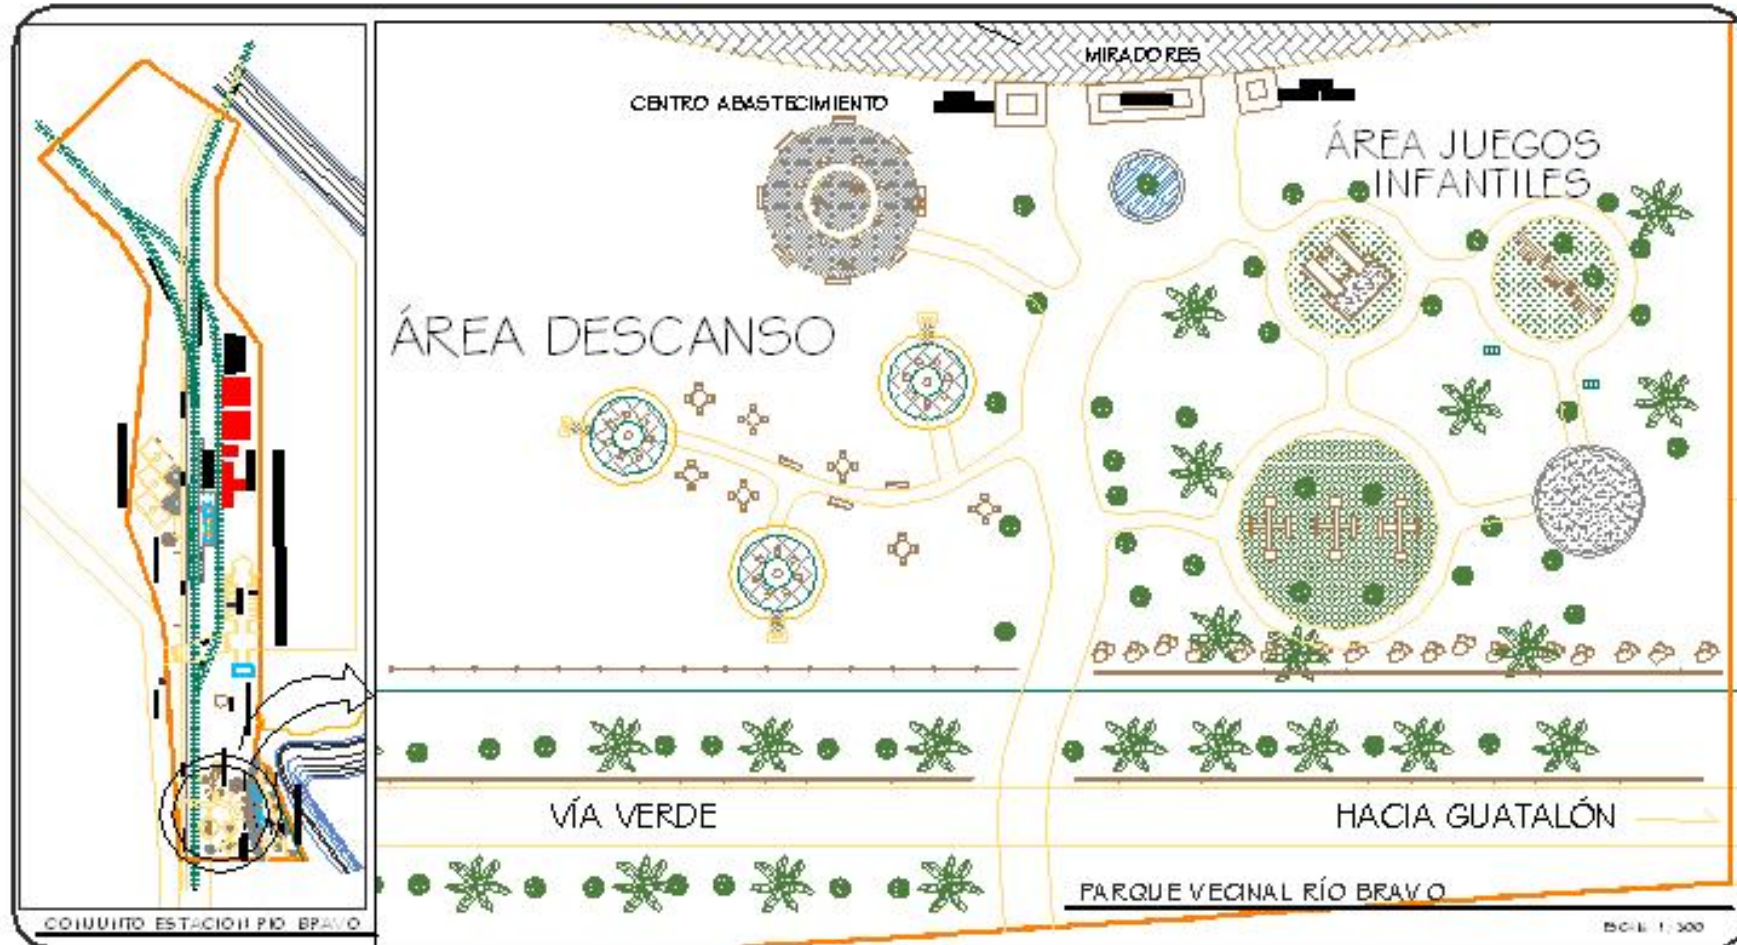 MIRADORES
CENTRO ABASTECIMIENTO
ÁREA JUEGOS
INFANTILES
ÁREA DESCANSO
VÍA VERDE
HACIA GUATALÓN
PARQUE VECINAL RÍO BRAVO
CONJUNTO ESTACION RIO BRAVO